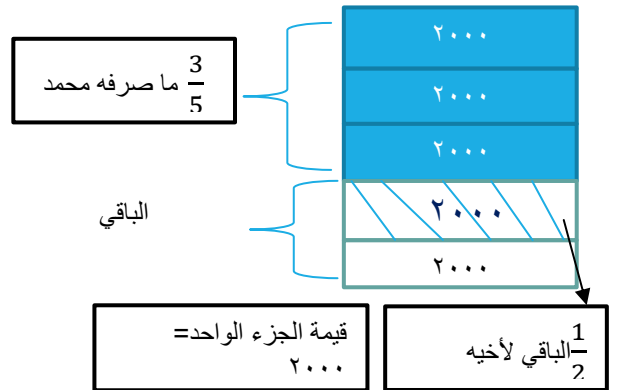 ٢٠٠٠
3/5 ما صرفه محمد
٢٠٠٠
٢٠٠٠
الباقي
٢٠٠٠
٢٠٠٠
قيمة الجزء الواحد=
٢٠٠٠
1/2 الباقي لأخيه